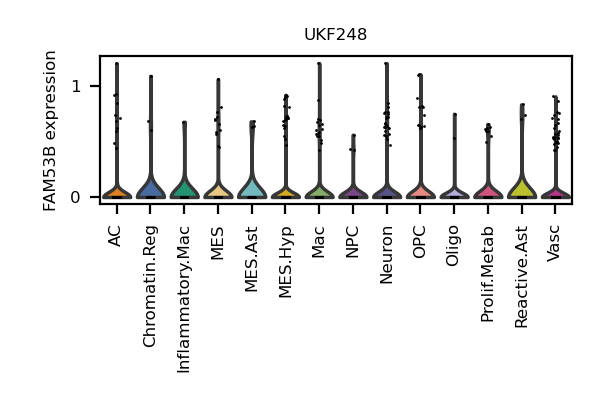 UKF248
FAM53B expression
1
0
AC
Chromatin.Reg
Inflammatory.Mac
MES
MES.Ast
MES.Hyp
Mac
NPC
Neuron
OPC
Oligo
Prolif.Metab
Reactive.Ast
Vasc